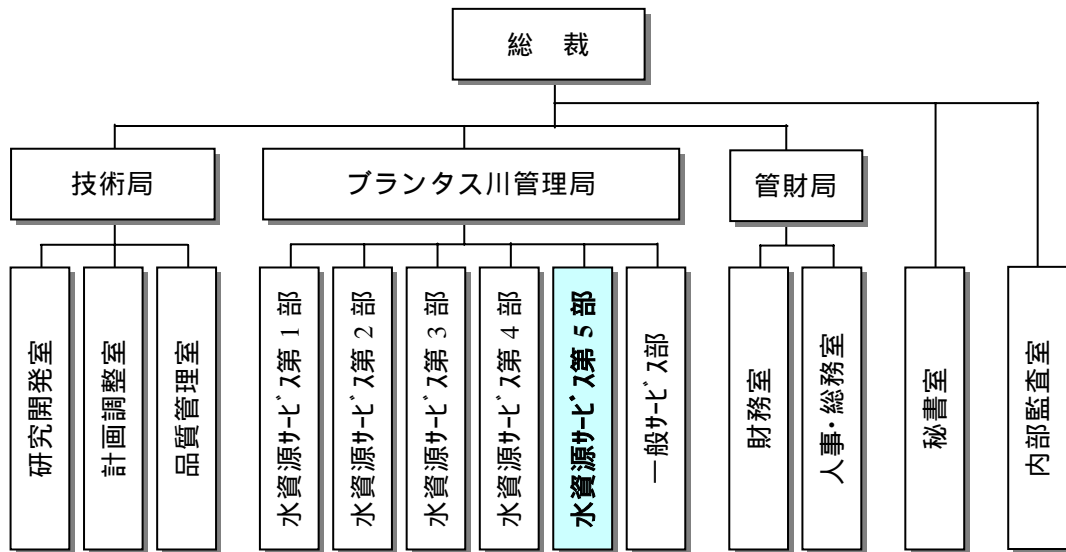 総　裁
技術局
ブランタス川管理局
管財局
研究開発室
計画調整室
品質管理室
水資源ｻｰﾋﾞｽ第1部
水資源ｻｰﾋﾞｽ第2部
水資源ｻｰﾋﾞｽ第3部
水資源ｻｰﾋﾞｽ第4部
水資源ｻｰﾋﾞｽ第5部
一般ｻｰﾋﾞｽ部
財務室
人事・総務室
秘書室
内部監査室